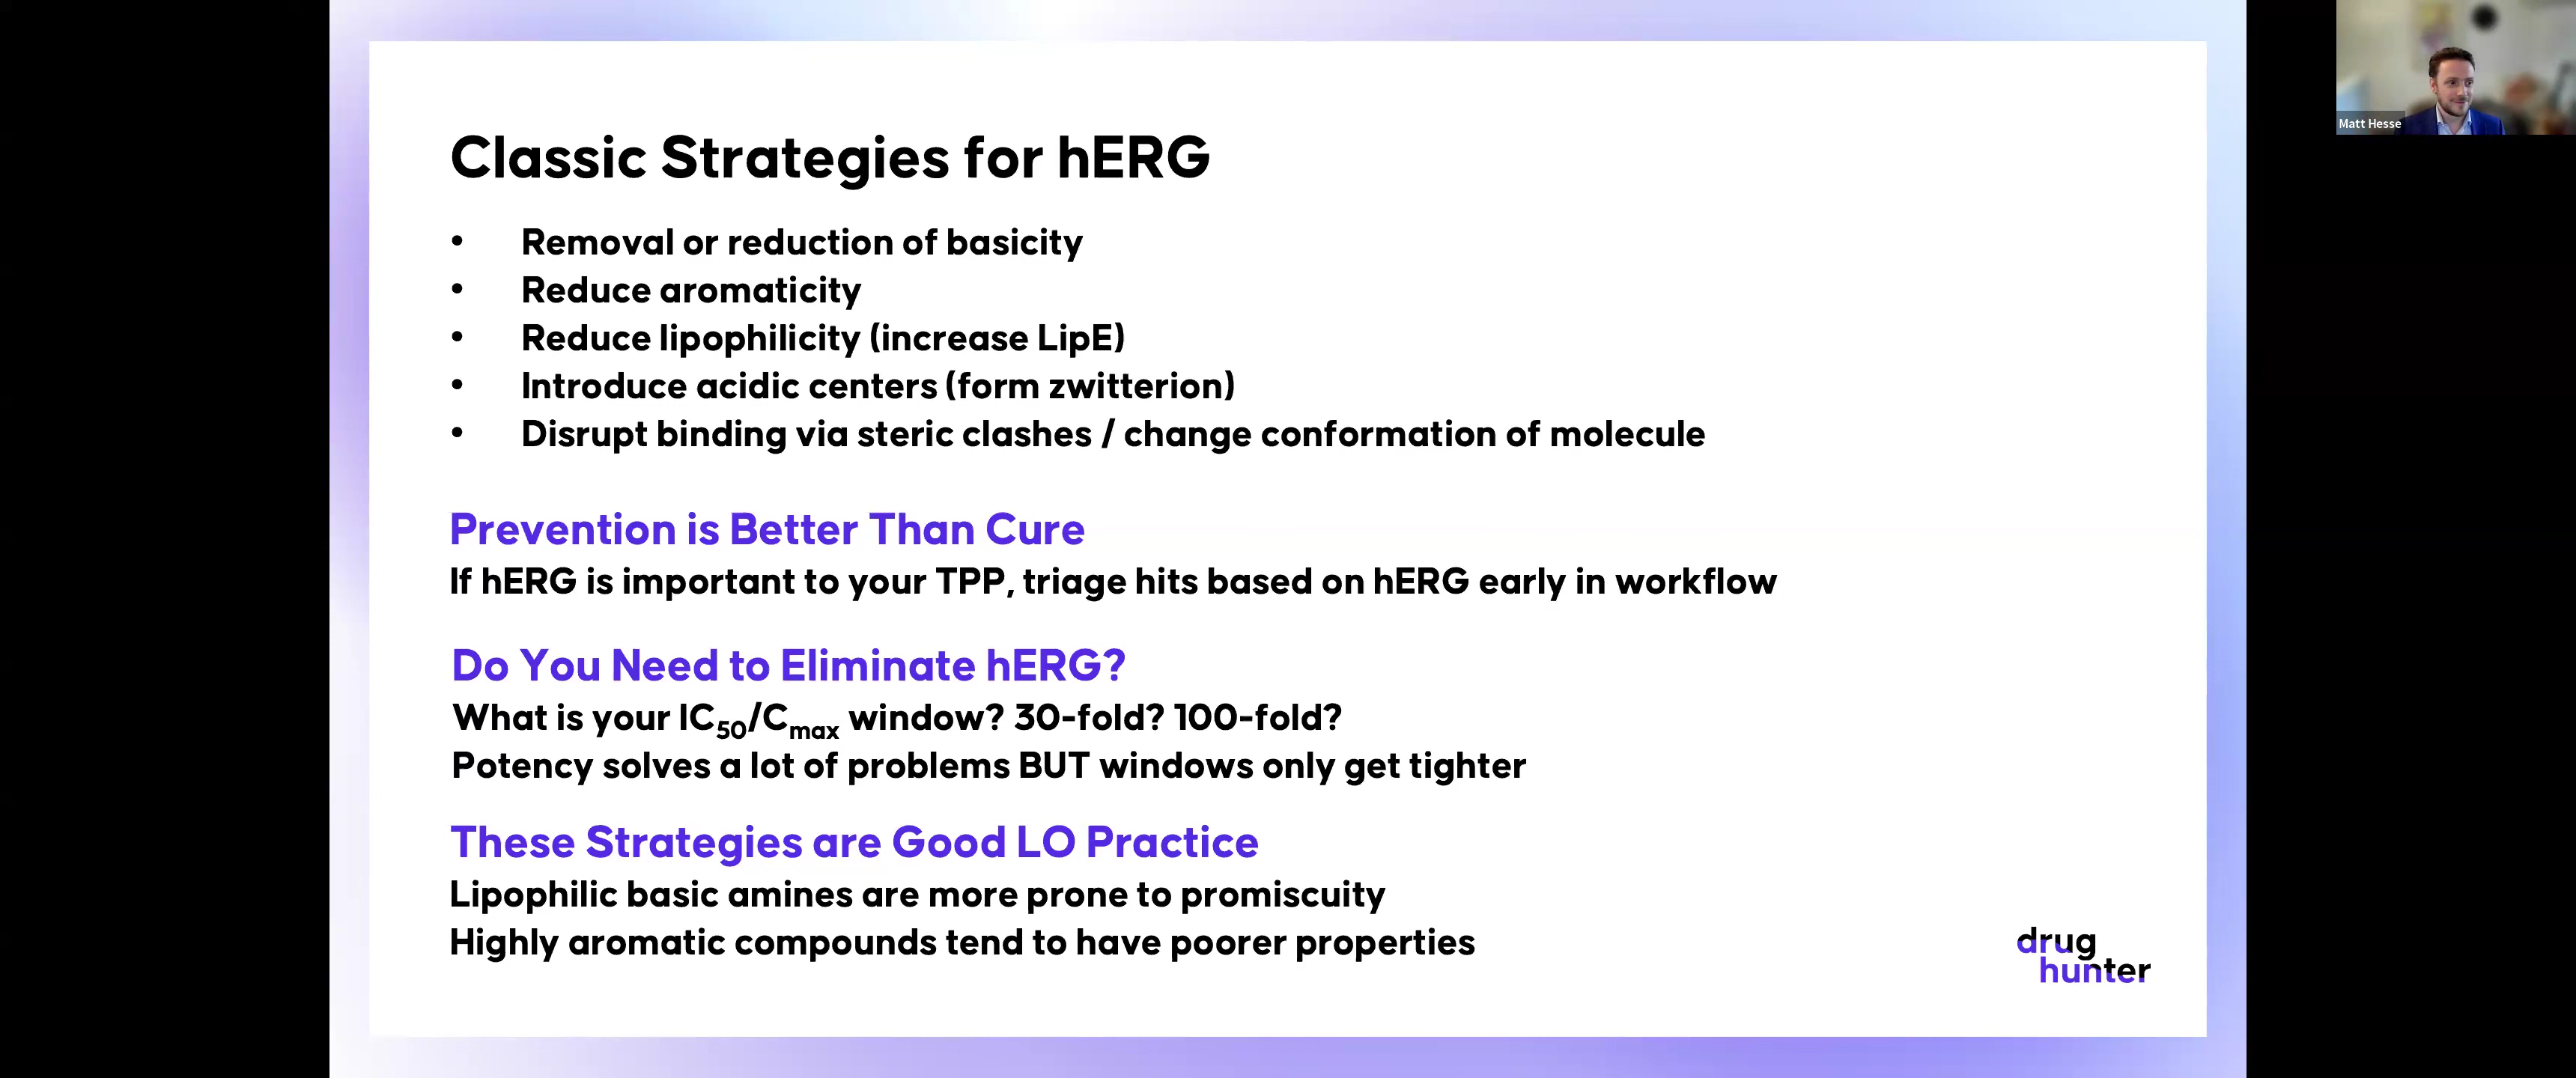 Classic Strategies for hERG
• Removal or reduction of basicity
• Reduce aromaticity
• Reduce lipophilicity (increase LipE)
• Introduce acidic centers (form zwitterion)
• Disrupt binding via steric clashes / change conformation of molecule
Prevention is Better Than Cure
If hERG is important to your TPP, triage hits based on hERG early in workflow
Do You Need to Eliminate hERG?
What is your IC50/Cmax window? 30-fold? 100-fold?
Potency solves a lot of problems BUT windows only get tighter
These Strategies are Good LO Practice
Lipophilic basic amines are more prone to promiscuity
Highly aromatic compounds tend to have poorer properties
drug
hunter
Matt Hesse